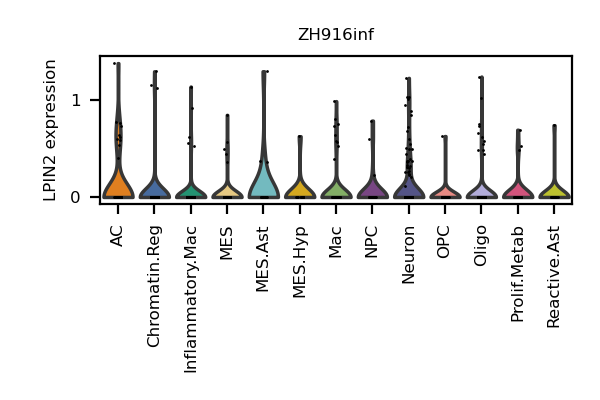 ZH916inf
LPIN2 expression
1
0
AC
Chromatin.Reg
Inflammatory.Mac
MES
MES.Ast
MES.Hyp
Mac
NPC
Neuron
OPC
Oligo
Prolif.Metab
Reactive.Ast